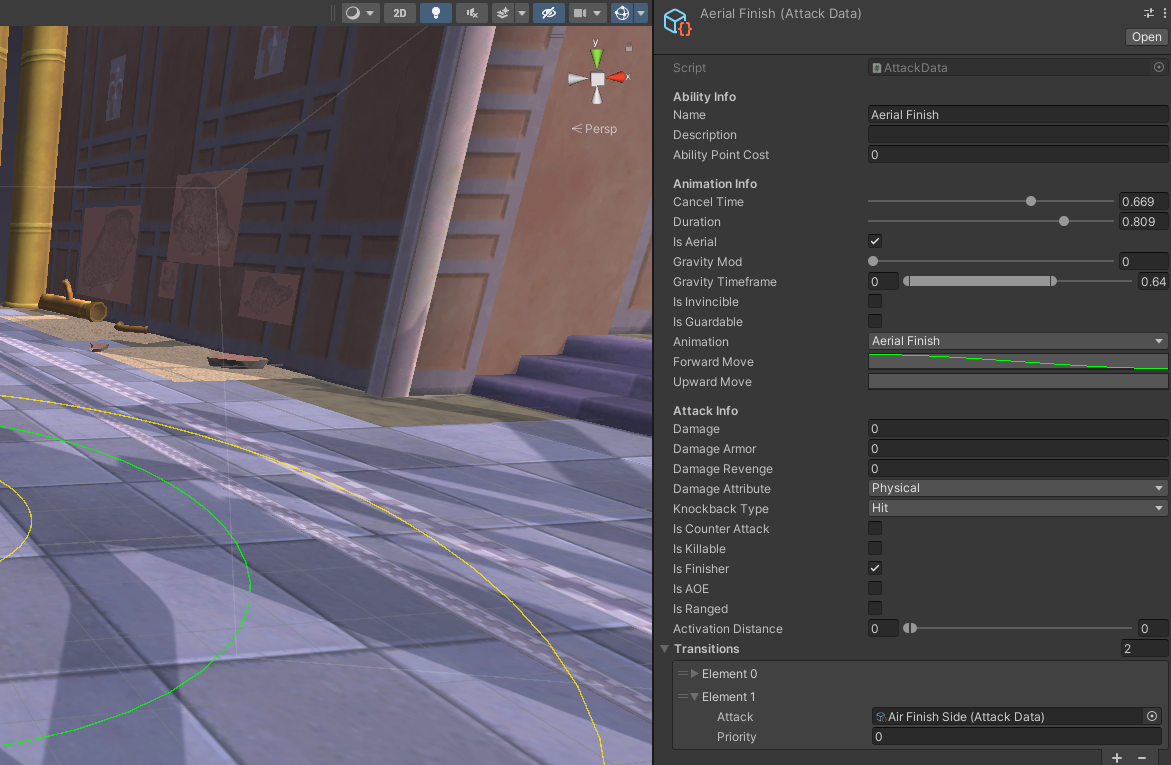 2D
y
x
Persp
Aerial Finish (Attack Data)
Open
Script AttackData
Ability Info
Name Aerial Finish
Description
Ability Point Cost 0
Animation Info
Cancel Time 0.669
Duration 0.809
Is Aerial
Gravity Mod 0
Gravity Timeframe 0 0.64
Is Invincible
Is Guardable
Animation Aerial Finish
Forward Move
Upward Move
Attack Info
Damage 0
Damage Armor 0
Damage Revenge 0
Damage Attribute Physical
Knockback Type Hit
Is Counter Attack
Is Killable
Is Finisher
Is AOE
Is Ranged
Activation Distance 0 0
Transitions 2
Element 0
Element 1
Attack Air Finish Side (Attack Data)
Priority 0